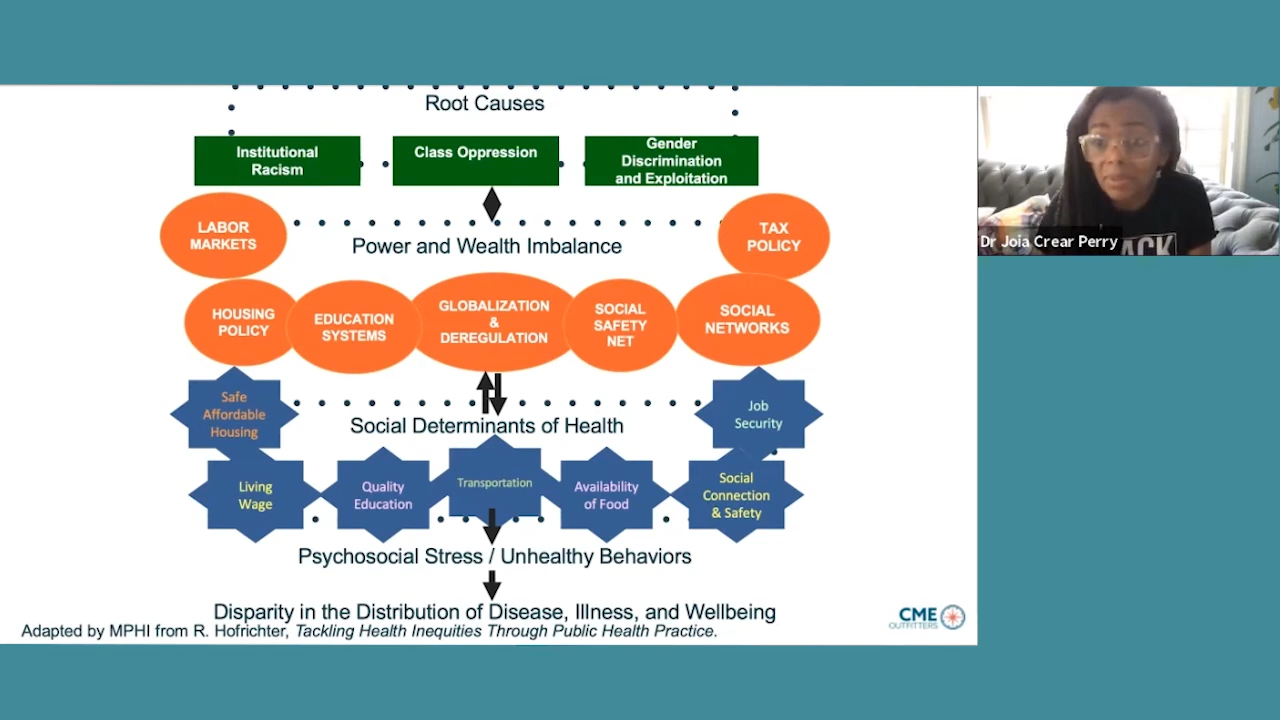 Root Causes
Institutional
Racism
Class Oppression
Gender
Discrimination
and Exploitation
LABOR
MARKETS
Power and Wealth Imbalance
TAX
POLICY
HOUSING
POLICY
EDUCATION
SYSTEMS
GLOBALIZATION
&
DEREGULATION
SOCIAL
SAFETY
NET
SOCIAL
NETWORKS
Safe
Affordable
Housing
Social Determinants of Health
Job
Security
Living
Wage
Quality
Education
Transportation
Availability
of Food
Social
Connection
& Safety
Psychosocial Stress / Unhealthy Behaviors
Disparity in the Distribution of Disease, Illness, and Wellbeing
Adapted by MPHI from R. Hofrichter, Tackling Health Inequities Through Public Health Practice.
CME
OUTFITTERS
Dr Joia Crear Perry